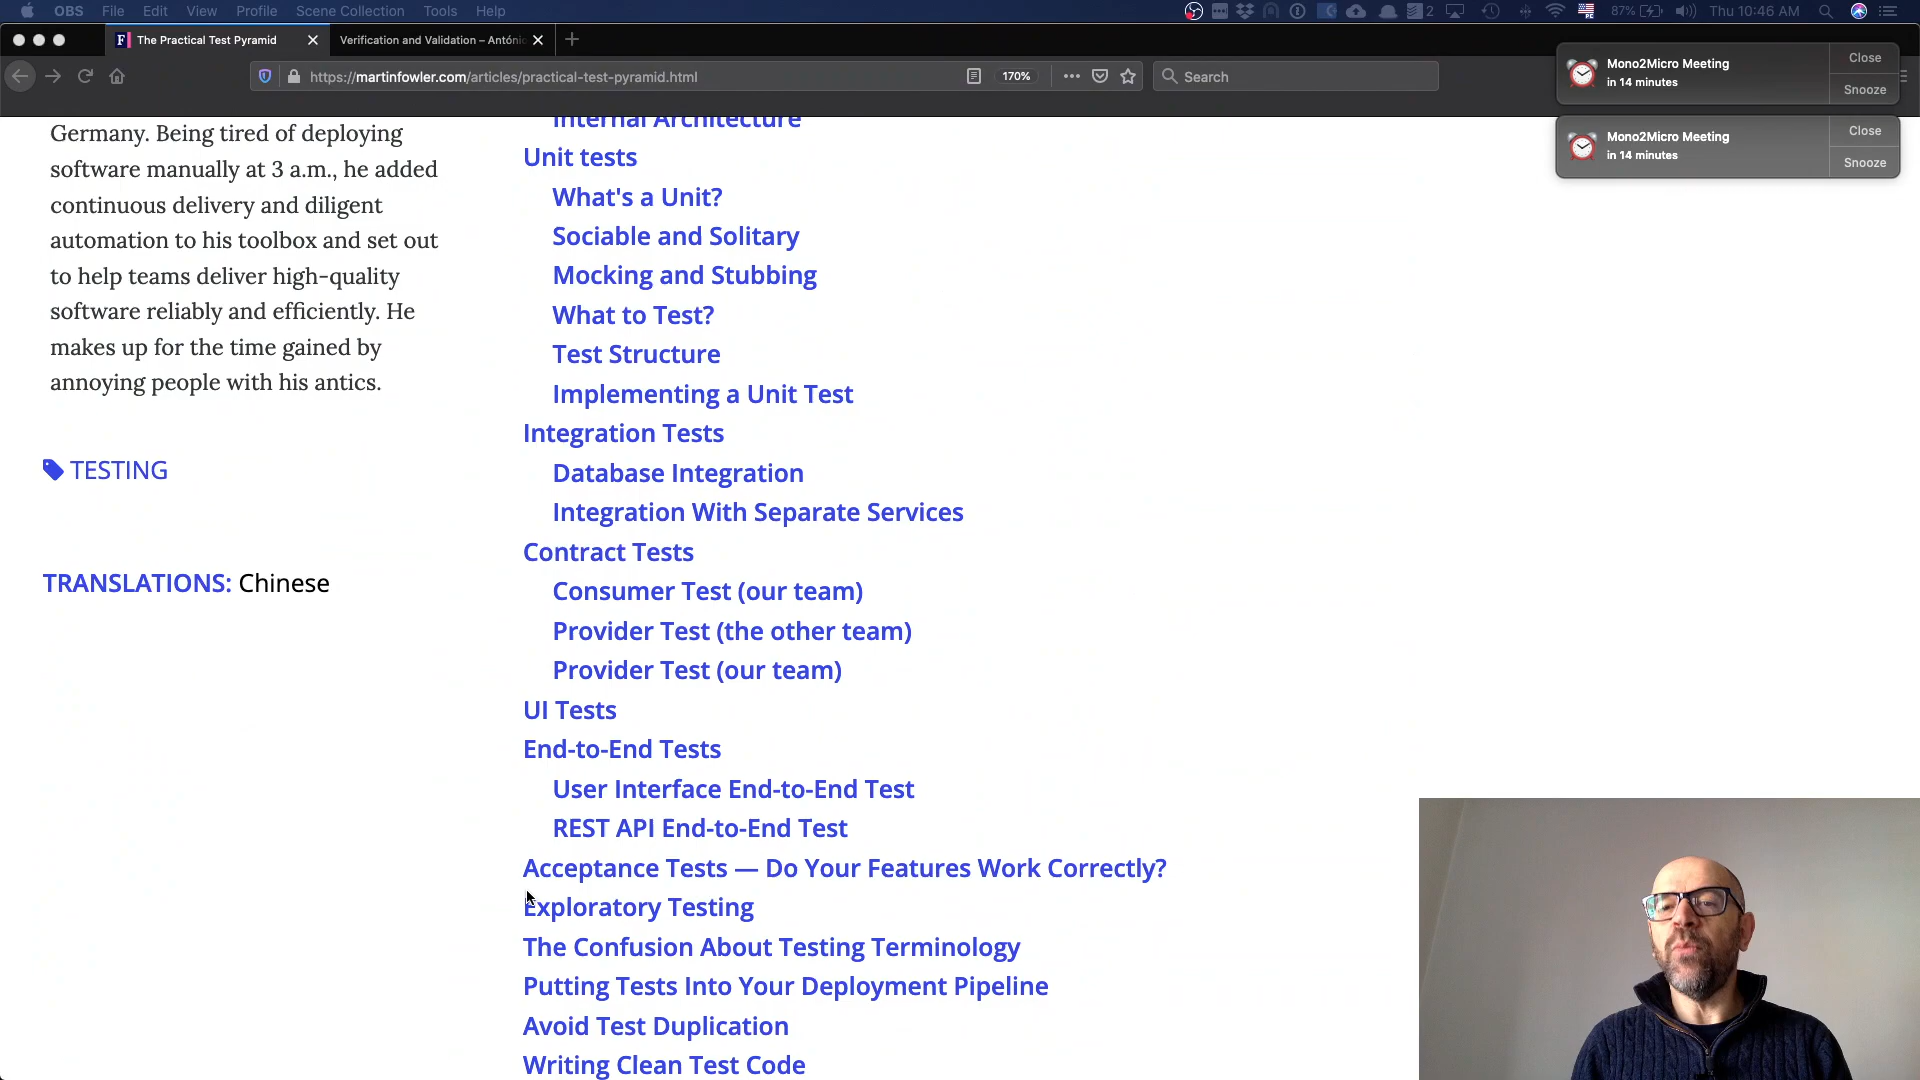 OBS File Edit View Profile Scene Collection Tools Help
2 87% Thu 10:46 AM
The Practical Test Pyramid
Verification and Validation – Antóni
https://martinfowler.com/articles/practical-test-pyramid.html
170%
Search
Mono2Micro Meeting
in 14 minutes
Close
Snooze
Mono2Micro Meeting
in 14 minutes
Close
Snooze
Germany. Being tired of deploying
software manually at 3 a.m., he added
continuous delivery and diligent
automation to his toolbox and set out
to help teams deliver high-quality
software reliably and efficiently. He
makes up for the time gained by
annoying people with his antics.
TESTING
TRANSLATIONS: Chinese
Internal Architecture
Unit tests
What's a Unit?
Sociable and Solitary
Mocking and Stubbing
What to Test?
Test Structure
Implementing a Unit Test
Integration Tests
Database Integration
Integration With Separate Services
Contract Tests
Consumer Test (our team)
Provider Test (the other team)
Provider Test (our team)
UI Tests
End-to-End Tests
User Interface End-to-End Test
REST API End-to-End Test
Acceptance Tests — Do Your Features Work Correctly?
Exploratory Testing
The Confusion About Testing Terminology
Putting Tests Into Your Deployment Pipeline
Avoid Test Duplication
Writing Clean Test Code